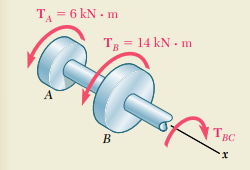 T_A = 6 kN · m
T_B = 14 kN · m
A
B
T_BC
x